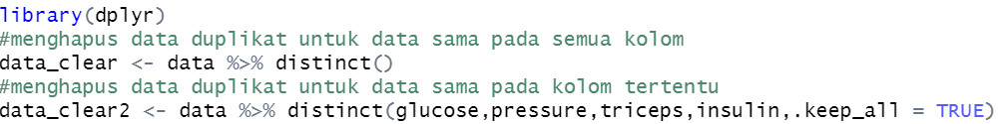 library(dplyr)
#menghapus data duplikat untuk data sama pada semua kolom
data_clear <- data %>% distinct()
#menghapus data duplikat untuk data sama pada kolom tertentu
data_clear2 <- data %>% distinct(glucose,pressure,triceps,insulin,.keep_all = TRUE)